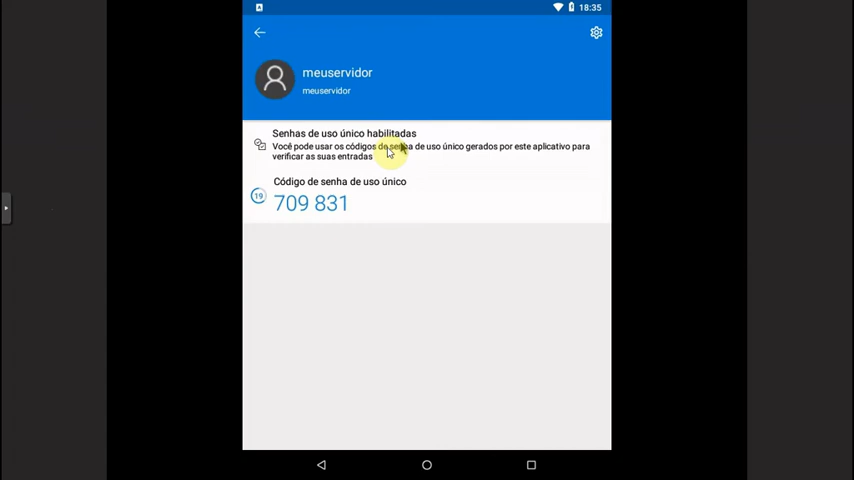 18:35
meuservidor
meuservidor
Senhas de uso único habilitadas
Você pode usar os códigos de senha de uso único gerados por este aplicativo para
verificar as suas entradas
Código de senha de uso único
19
709 831